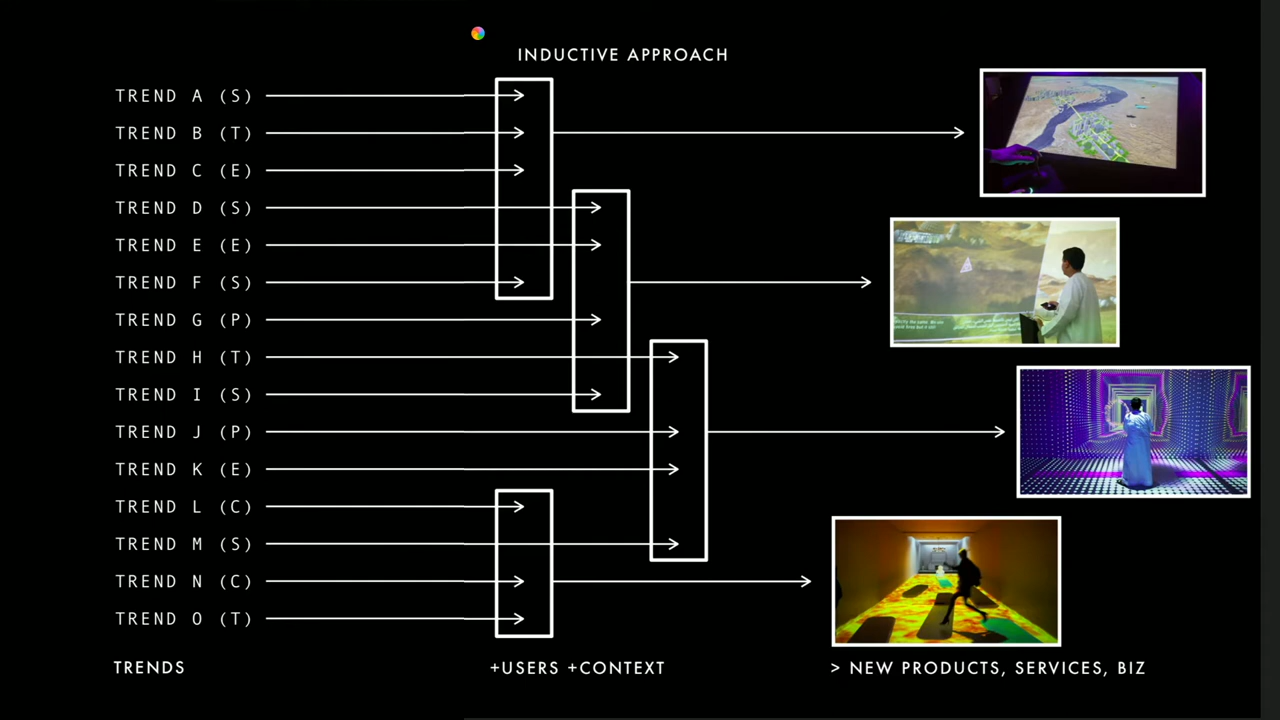 INDUCTIVE APPROACH
TREND A (S)
TREND B (T)
TREND C (E)
TREND D (S)
TREND E (E)
TREND F (S)
TREND G (P)
TREND H (T)
TREND I (S)
TREND J (P)
TREND K (E)
TREND L (C)
TREND M (S)
TREND N (C)
TREND O (T)
TRENDS
+USERS +CONTEXT
> NEW PRODUCTS, SERVICES, BIZ